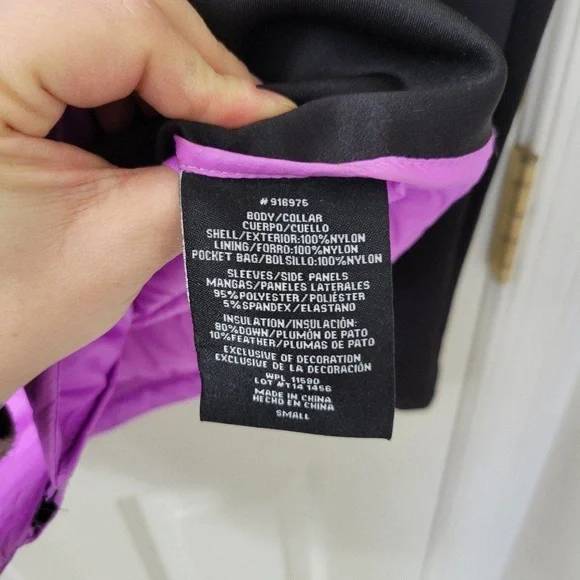 #916975
BODY/COLLAR
CUERPO/CUELLO
SHELL/EXTERIOR:100%NYLON
LINING/FORRO:100%NYLON
POCKET BAG/BOLSILLO:100%NYLON
SLEEVES/SIDE PANELS
MANGAS/PANELES LATERALES
95%POLYESTER/POLIÉSTER
5%SPANDEX/ELASTANO
INSULATION/INSULACIÓN:
90%DOWN/PLUMÓN DE PATO
10%FEATHER/PLUMAS DE PATO
EXCLUSIVE OF DECORATION
EXCLUSIVE DE LA DECORACIÓN
WPL 11590
LOT #T14 1456
MADE IN CHINA
HECHO EN CHINA
SMALL